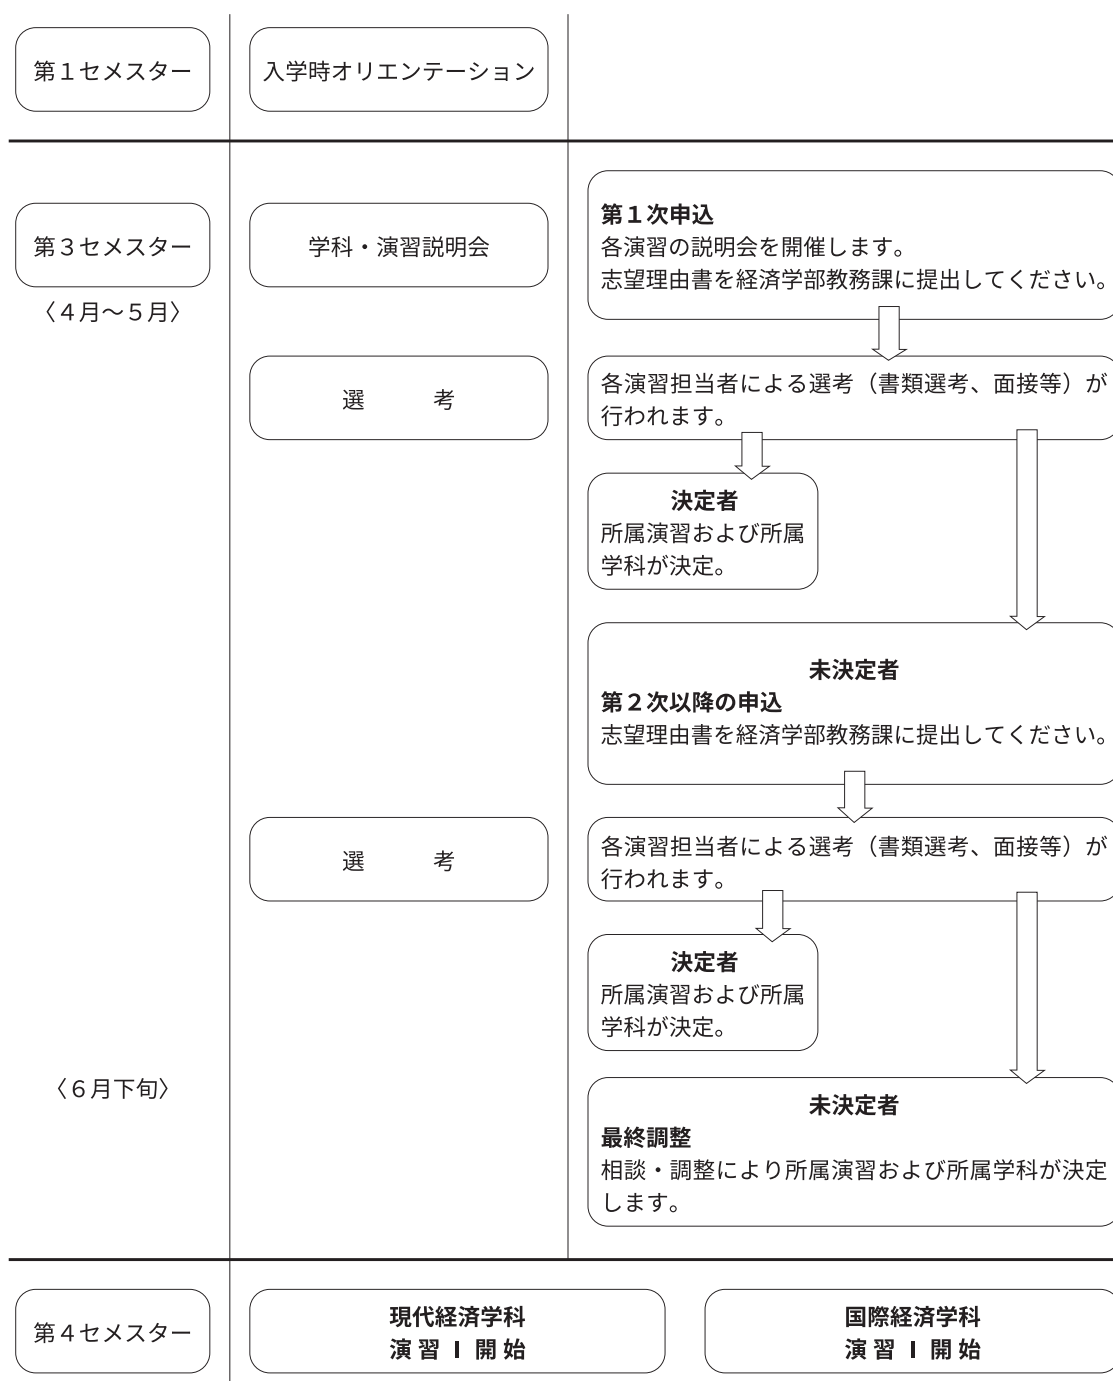 第１セメスター
入学時オリエンテーション
第３セメスター
〈４月～５月〉
学科・演習説明会
第１次申込
各演習の説明会を開催します。
志望理由書を経済学部教務課に提出してください。
選　　考
各演習担当者による選考（書類選考、面接等）が
行われます。
決定者
所属演習および所属
学科が決定。
未決定者
第２次以降の申込
志望理由書を経済学部教務課に提出してください。
選　　考
各演習担当者による選考（書類選考、面接等）が
行われます。
決定者
所属演習および所属
学科が決定。
〈６月下旬〉
未決定者
最終調整
相談・調整により所属演習および所属学科が決定
します。
第４セメスター
現代経済学科
演 習 Ⅰ 開 始
国際経済学科
演 習 Ⅰ 開 始